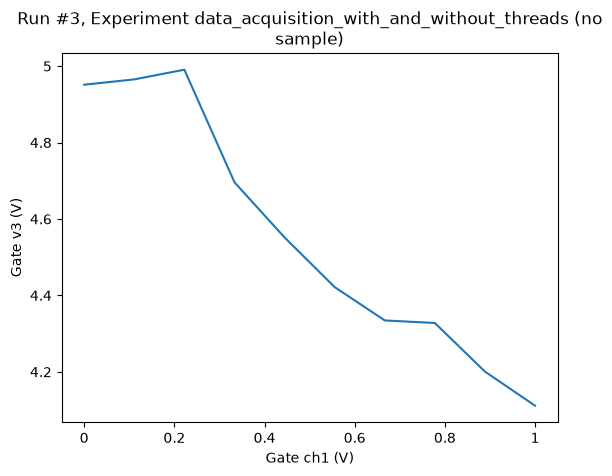 Run #3, Experiment data_acquisition_with_and_without_threads (no
sample)
5
4.8
4.6
4.4
4.2
Gate v3 (V)
0
0.2
0.4
0.6
0.8
1
Gate ch1 (V)